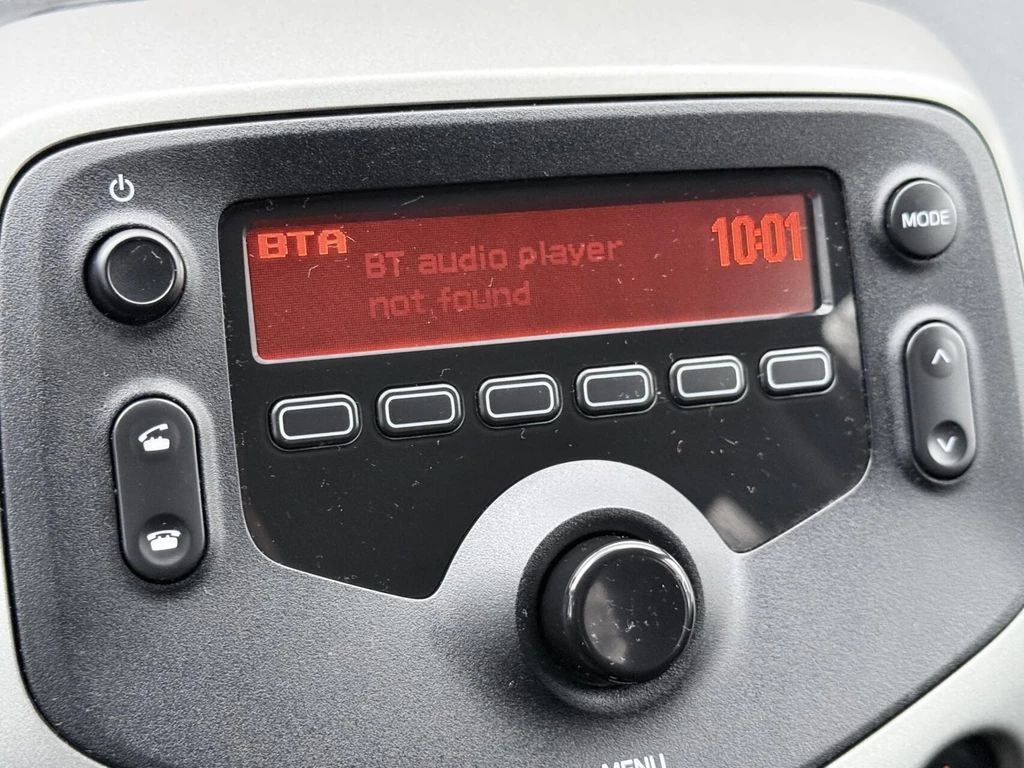 BTA
BT audio player
not found
10:01
MODE
MENU